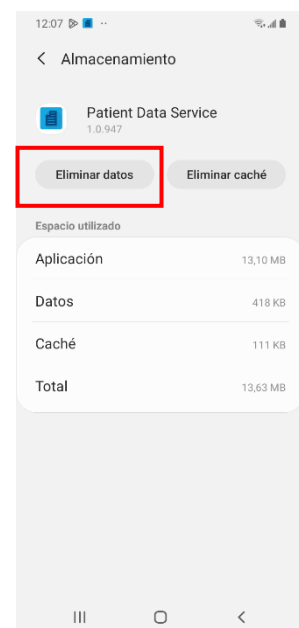 12:07
Almacenamiento
Patient Data Service
1.0.947
Eliminar datos Eliminar caché
Espacio utilizado
Aplicación 13,10 MB
Datos 418 KB
Caché 111 KB
Total 13,63 MB